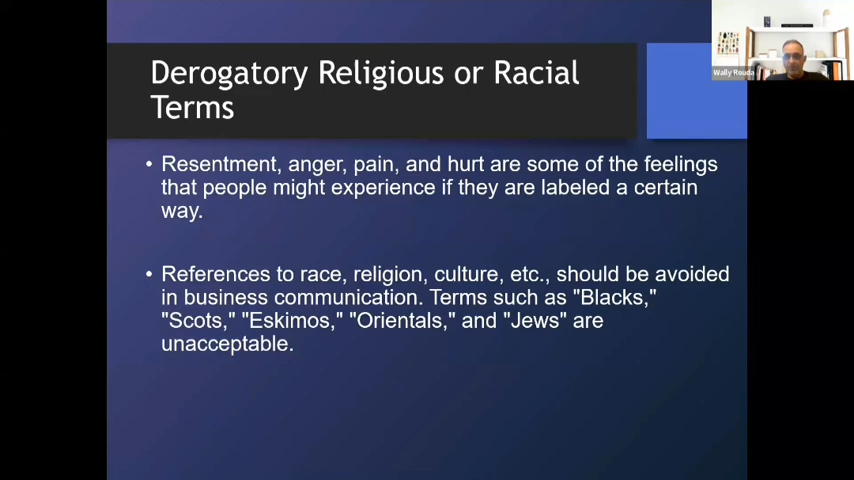 Derogatory Religious or Racial
Terms
• Resentment, anger, pain, and hurt are some of the feelings
that people might experience if they are labeled a certain
way.
• References to race, religion, culture, etc., should be avoided
in business communication. Terms such as "Blacks,"
"Scots," "Eskimos," "Orientals," and "Jews" are
unacceptable.
Wally Rouda